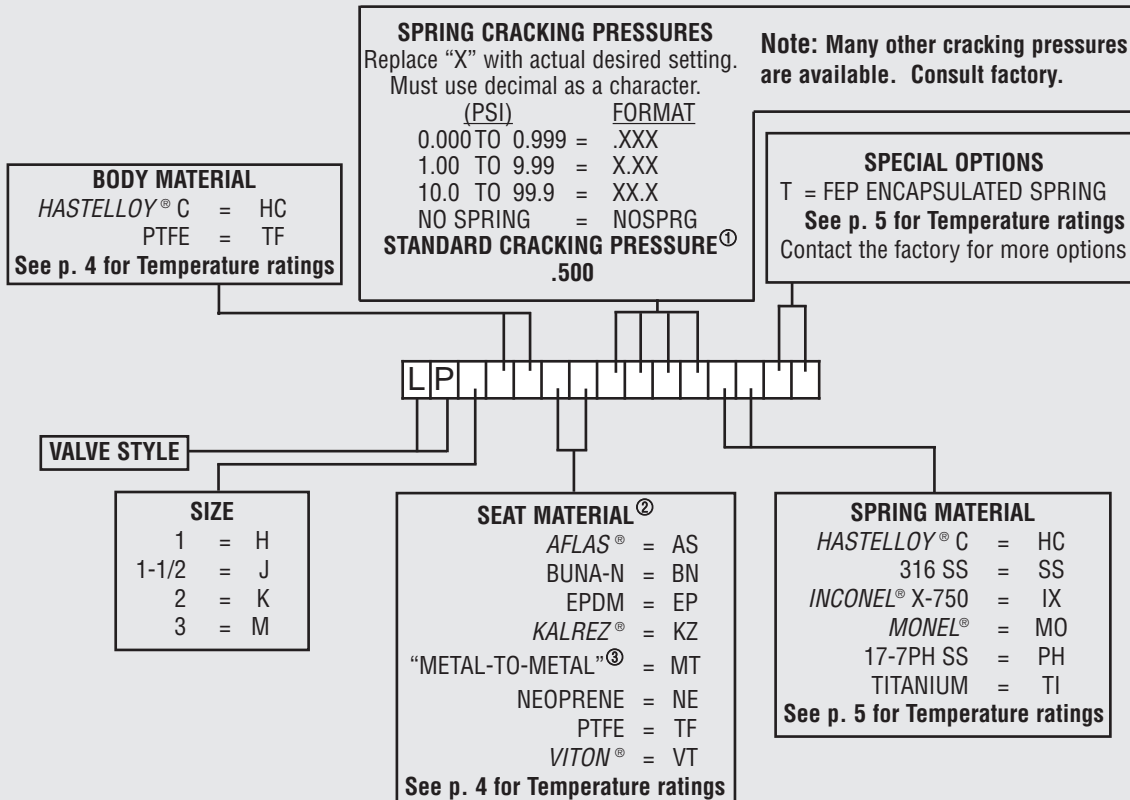 SPRING CRACKING PRESSURES
Replace “X” with actual desired setting.
Must use decimal as a character.
(PSI) FORMAT
0.000 TO 0.999 = .XXX
1.00 TO 9.99 = X.XX
10.0 TO 99.9 = XX.X
NO SPRING = NOSPRG
STANDARD CRACKING PRESSURE①
.500
Note: Many other cracking pressures
are available. Consult factory.
BODY MATERIAL
HASTELLOY® C = HC
PTFE = TF
See p. 4 for Temperature ratings
SPECIAL OPTIONS
T = FEP ENCAPSULATED SPRING
See p. 5 for Temperature ratings
Contact the factory for more options
L P
VALVE STYLE
SIZE
1 = H
1-1/2 = J
2 = K
3 = M
SEAT MATERIAL②
AFLAS® = AS
BUNA-N = BN
EPDM = EP
KALREZ® = KZ
“METAL-TO-METAL”③ = MT
NEOPRENE = NE
PTFE = TF
VITON® = VT
See p. 4 for Temperature ratings
SPRING MATERIAL
HASTELLOY® C = HC
316 SS = SS
INCONEL® X-750 = IX
MONEL® = MO
17-7PH SS = PH
TITANIUM = TI
See p. 5 for Temperature ratings